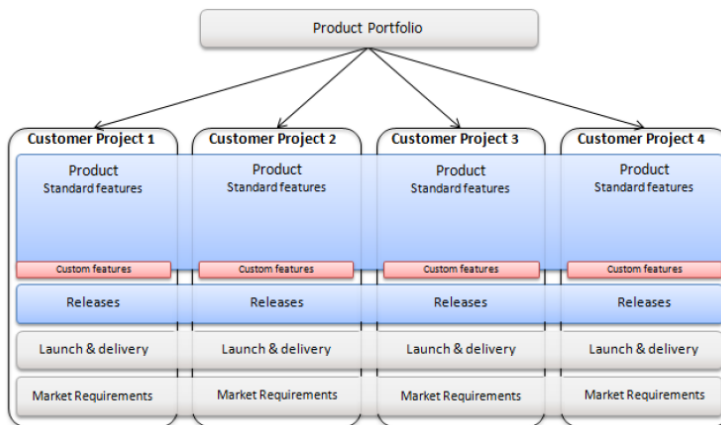 Product Portfolio
Customer Project 1
Customer Project 2
Customer Project 3
Customer Project 4
Product
Product
Product
Product
Standard features
Standard features
Standard features
Standard features
Custom features
Custom features
Custom features
Custom features
Releases
Releases
Releases
Releases
Launch & delivery
Launch & delivery
Launch & delivery
Launch & delivery
Market Requirements
Market Requirements
Market Requirements
Market Requirements